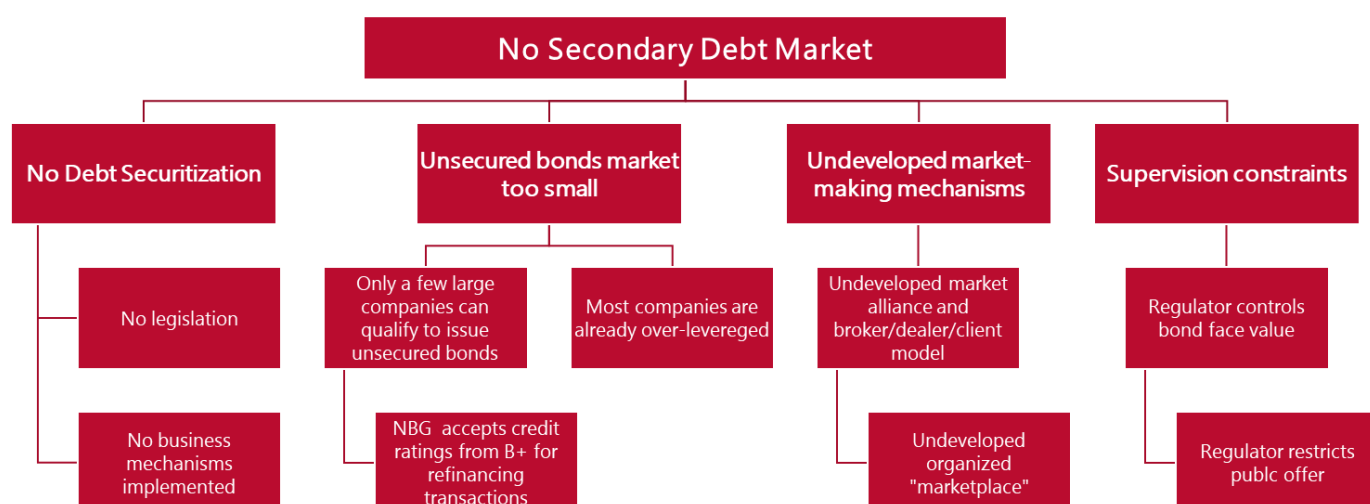 No Secondary Debt Market
No Debt Securitization
Unsecured bonds market
too small
Undeveloped market-
making mechanisms
Supervision constraints
No legislation
Only a few large
companies can
qualify to issue
unsecured bonds
Most companies are
already over-levereged
Undeveloped market
alliance and
broker/dealer/client
model
Regulator controls
bond face value
No business
mechanisms
implemented
NBG accepts credit
ratings from B+ for
refinancing
transactions
Undeveloped
organized
"marketplace"
Regulator restricts
publc offer